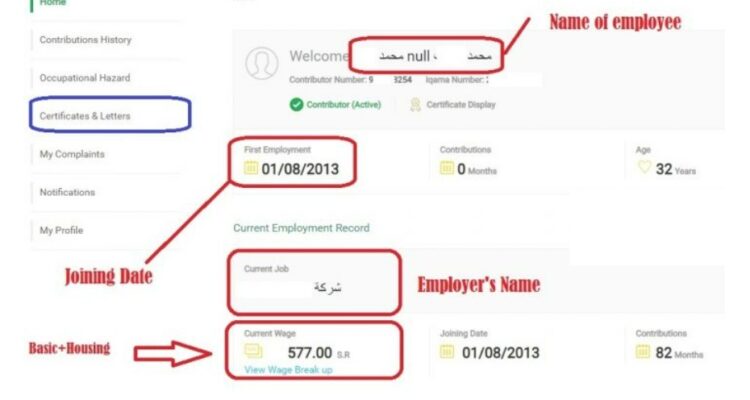 Home
Contributions History
Occupational Hazard
Certificates & Letters
My Complaints
Notifications
My Profile
Name of employee
Welcome محمد null ، محمد
Contributor Number: 9 3254 Iqama Number: 2
Contributor (Active) Certificate Display
First Employment Contributions Age
01/08/2013 0 Months 32 Years
Joining Date
Current Employment Record
Current Job
شركة
Employer's Name
Basic+Housing
Current Wage Joining Date Contributions
577.00 S.R 01/08/2013 82 Months
View Wage Break up